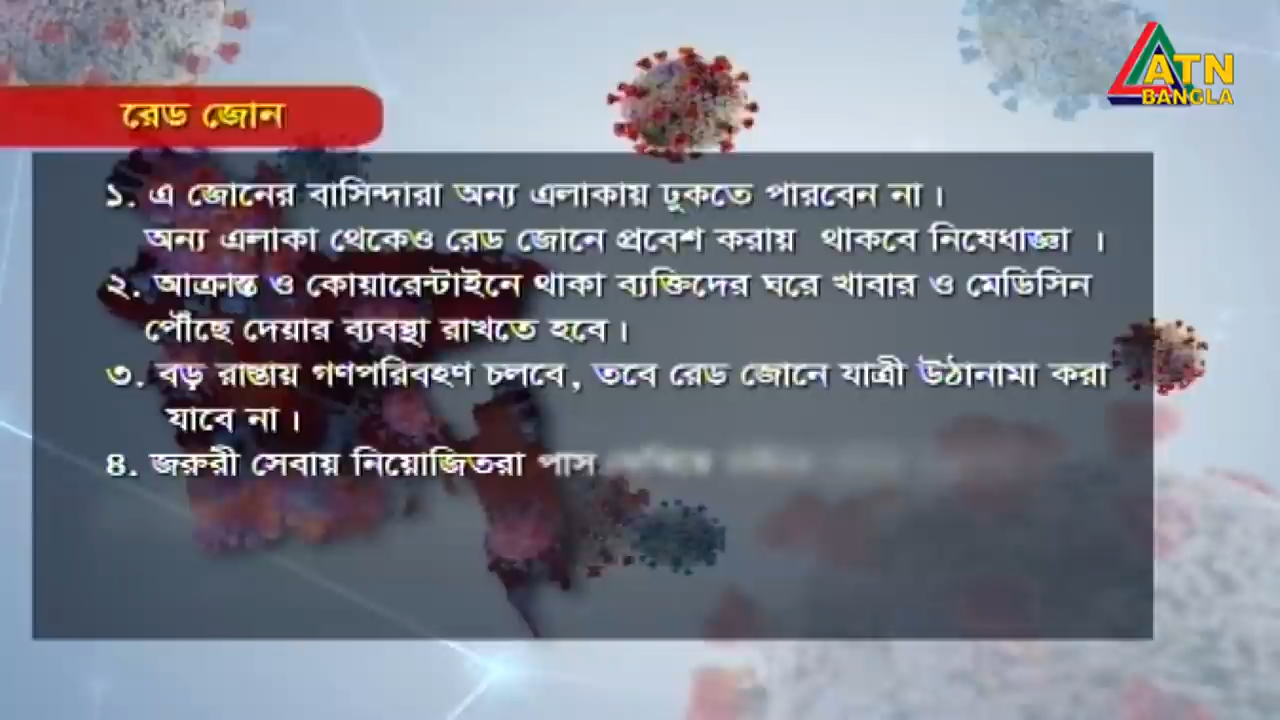 ATN
BANGLA
রেড জোন
১. এ জোনের বাসিন্দারা অন্য এলাকায় ঢুকতে পারবেন না।
অন্য এলাকা থেকেও রেড জোনে প্রবেশ করায় থাকবে নিষেধাজ্ঞা ।
২. আক্রান্ত ও কোয়ারেন্টাইনে থাকা ব্যক্তিদের ঘরে খাবার ও মেডিসিন
পৌঁছে দেয়ার ব্যবস্থা রাখতে হবে।
৩. বড় রাস্তায় গণপরিবহণ চলবে, তবে রেড জোনে যাত্রী উঠানামা করা
যাবে না।
৪. জরুরী সেবায় নিয়োজিতরা পাস